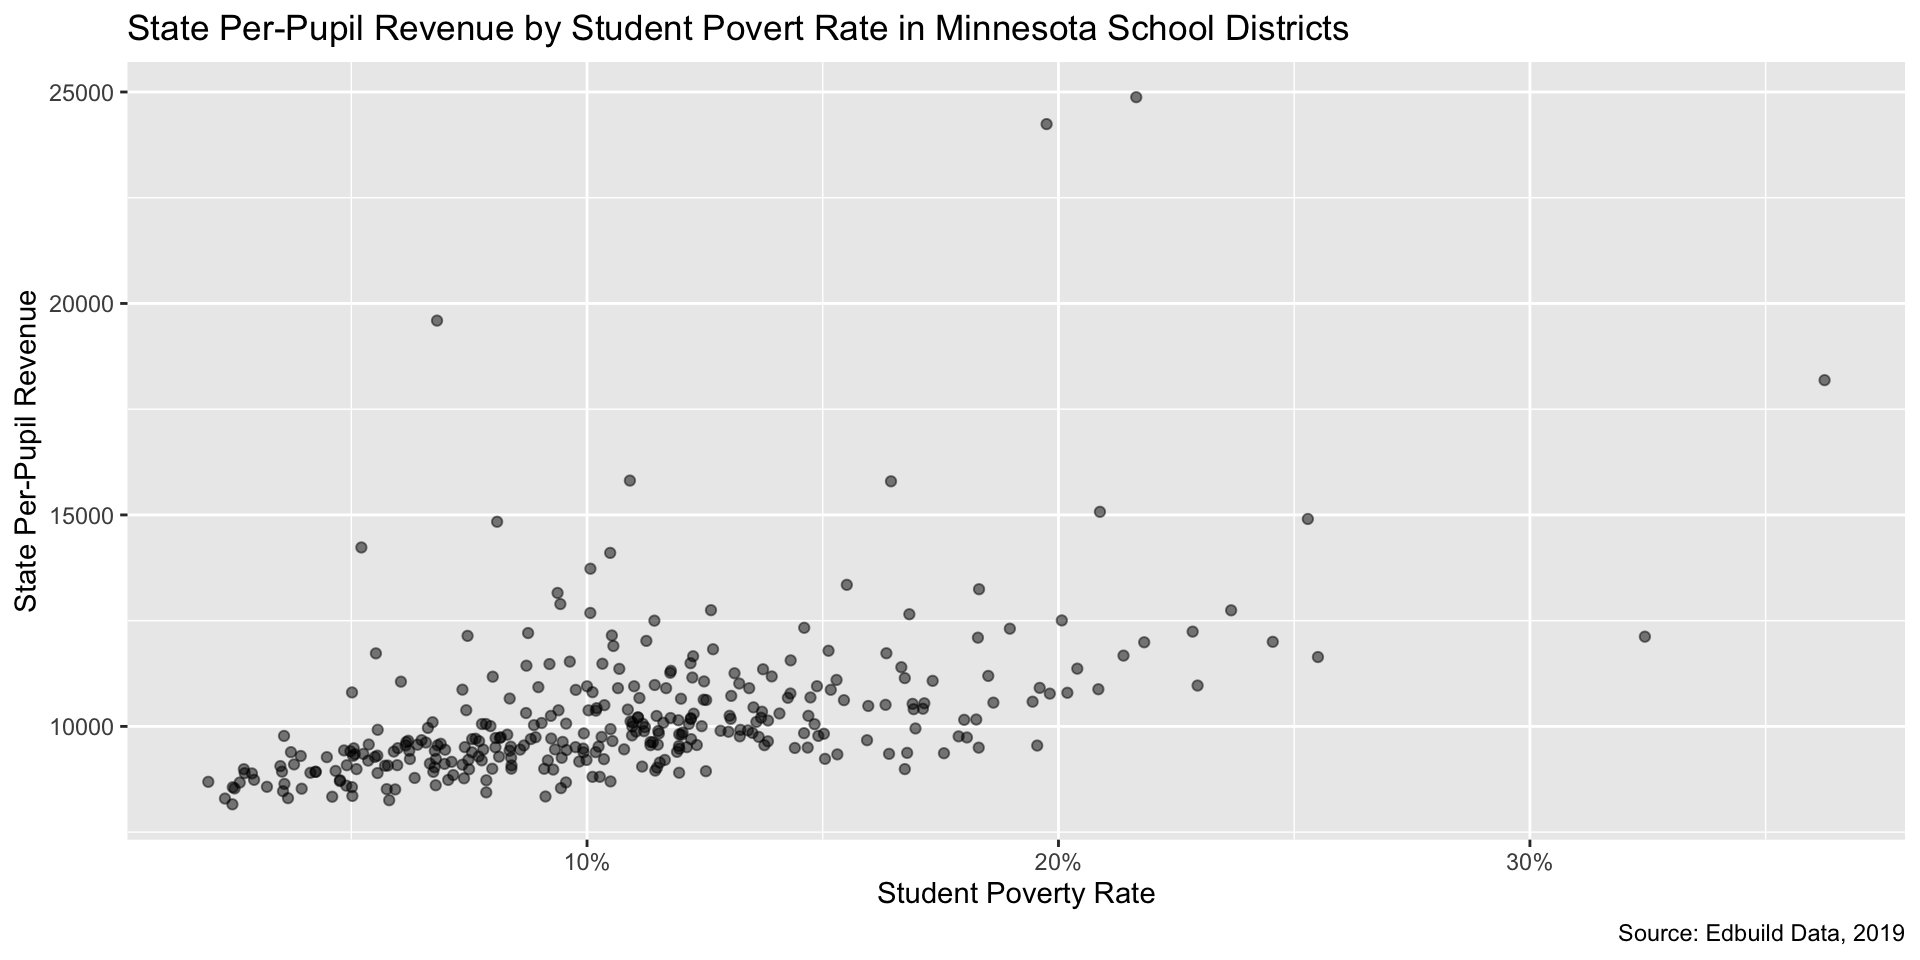 State Per-Pupil Revenue by Student Povert Rate in Minnesota School Districts
State Per-Pupil Revenue
25000
20000
15000
10000
10%
20%
30%
Student Poverty Rate
Source: Edbuild Data, 2019